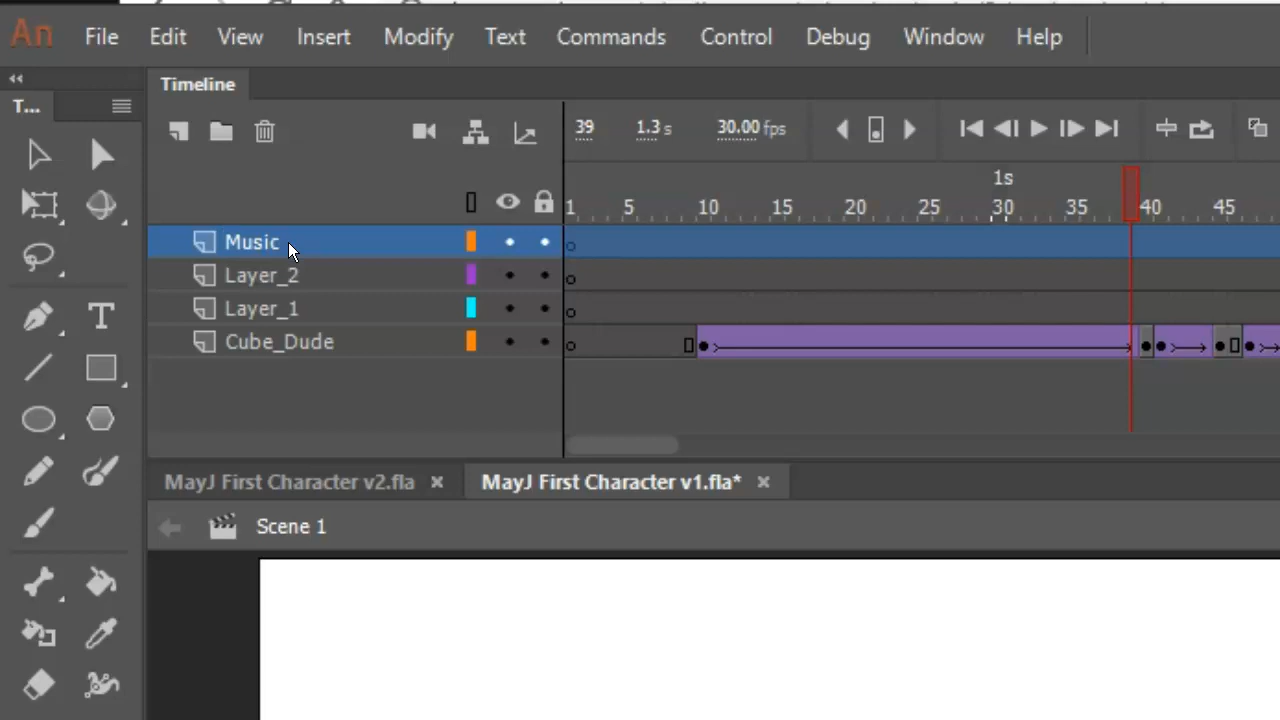 An File Edit View Insert Modify Text Commands Control Debug Window Help
Timeline
T...
39 1.3 s 30.00 fps
1s
1 5 10 15 20 25 30 35 40 45
Music
Layer_2
Layer_1
Cube_Dude
MayJ First Character v2.fla × MayJ First Character v1.fla* ×
Scene 1